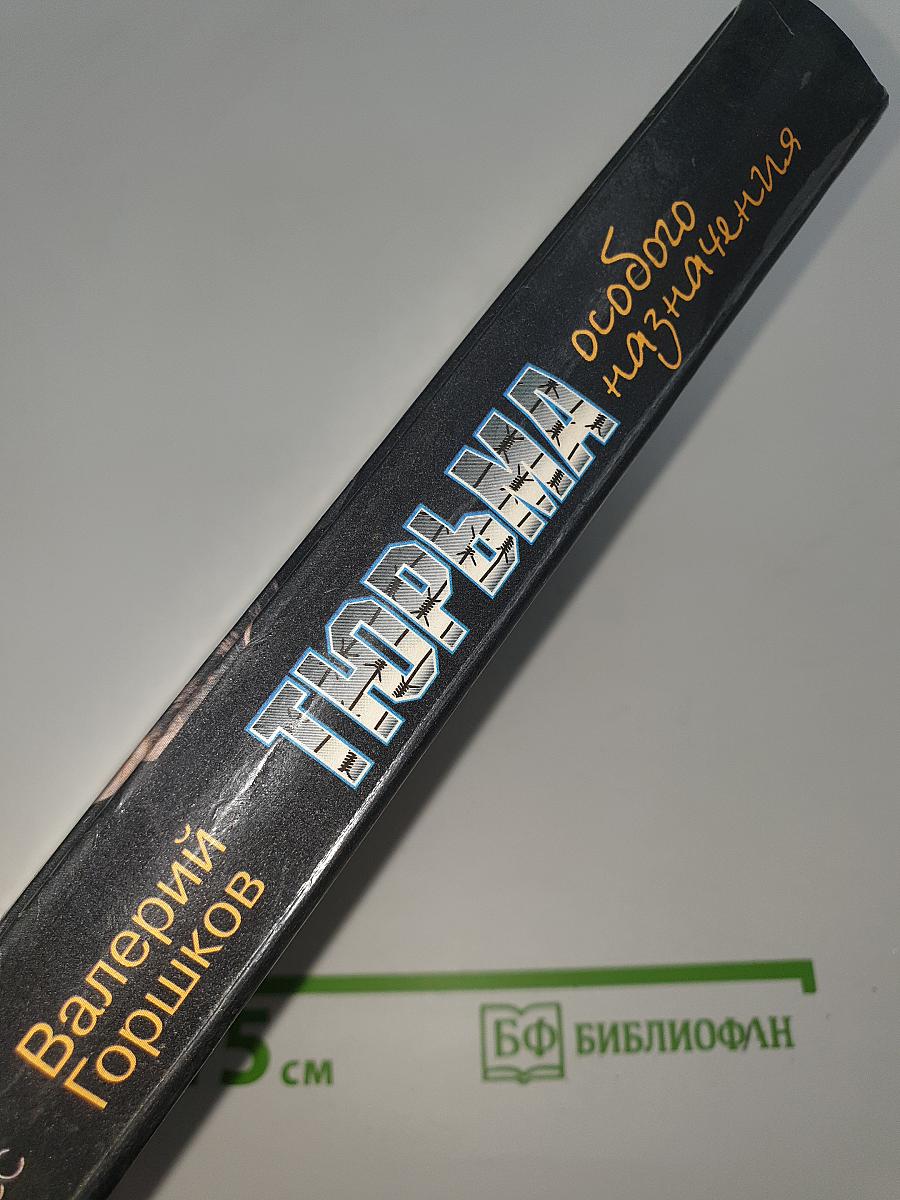 Валерий
Горшков
ТЮРЬМА
особого
назначения
5 см
БФ БИБЛИОФАН